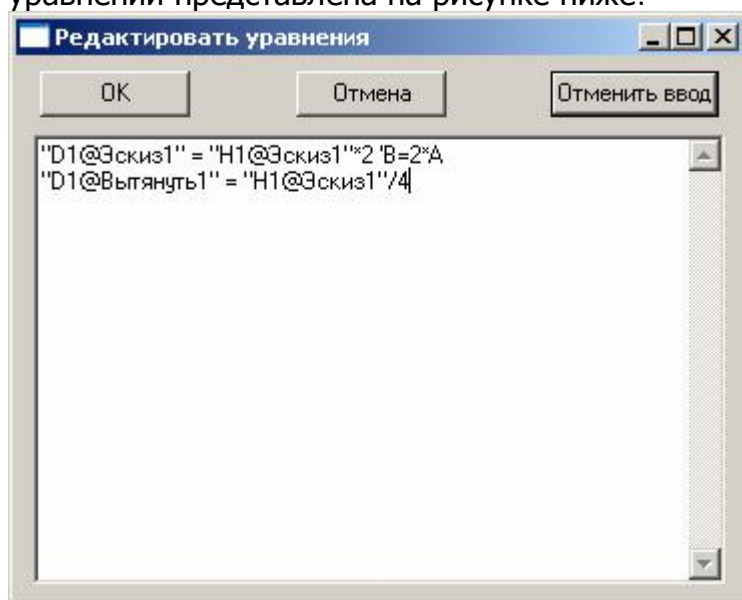 уравнений представлена на рисунке ниже:
Редактировать уравнения
OK Отмена Отменить ввод
"D1@Эскиз1" = "H1@Эскиз1"*2 'B=2*A
"D1@Вытянуть1" = "H1@Эскиз1"/4